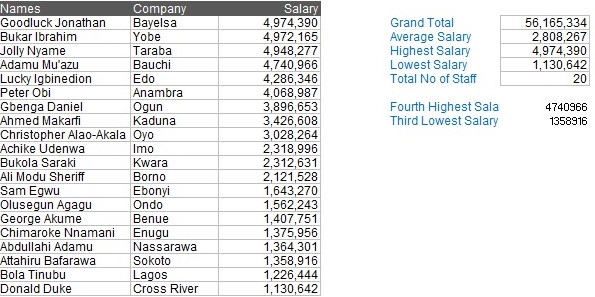 Names Company Salary
Goodluck Jonathan Bayelsa 4,974,390
Bukar Ibrahim Yobe 4,972,165
Jolly Nyame Taraba 4,948,277
Adamu Mu'azu Bauchi 4,740,966
Lucky Igbinedion Edo 4,286,346
Peter Obi Anambra 4,068,987
Gbenga Daniel Ogun 3,896,653
Ahmed Makarfi Kaduna 3,426,608
Christopher Alao-Akala Oyo 3,028,264
Achike Udenwa Imo 2,318,996
Bukola Saraki Kwara 2,312,631
Ali Modu Sheriff Borno 2,121,528
Sam Egwu Ebonyi 1,643,270
Olusegun Agagu Ondo 1,562,243
George Akume Benue 1,407,751
Chimaroke Nnamani Enugu 1,375,956
Abdullahi Adamu Nassarawa 1,364,301
Attahiru Bafarawa Sokoto 1,358,916
Bola Tinubu Lagos 1,226,444
Donald Duke Cross River 1,130,642
Grand Total 56,165,334
Average Salary 2,808,267
Highest Salary 4,974,390
Lowest Salary 1,130,642
Total No of Staff 20
Fourth Highest Sala 4740966
Third Lowest Salary 1358916